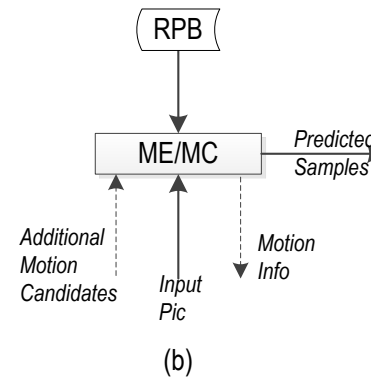 RPB
ME/MC
Predicted
Samples
Additional
Motion
Candidates
Input
Pic
Motion
Info
(b)